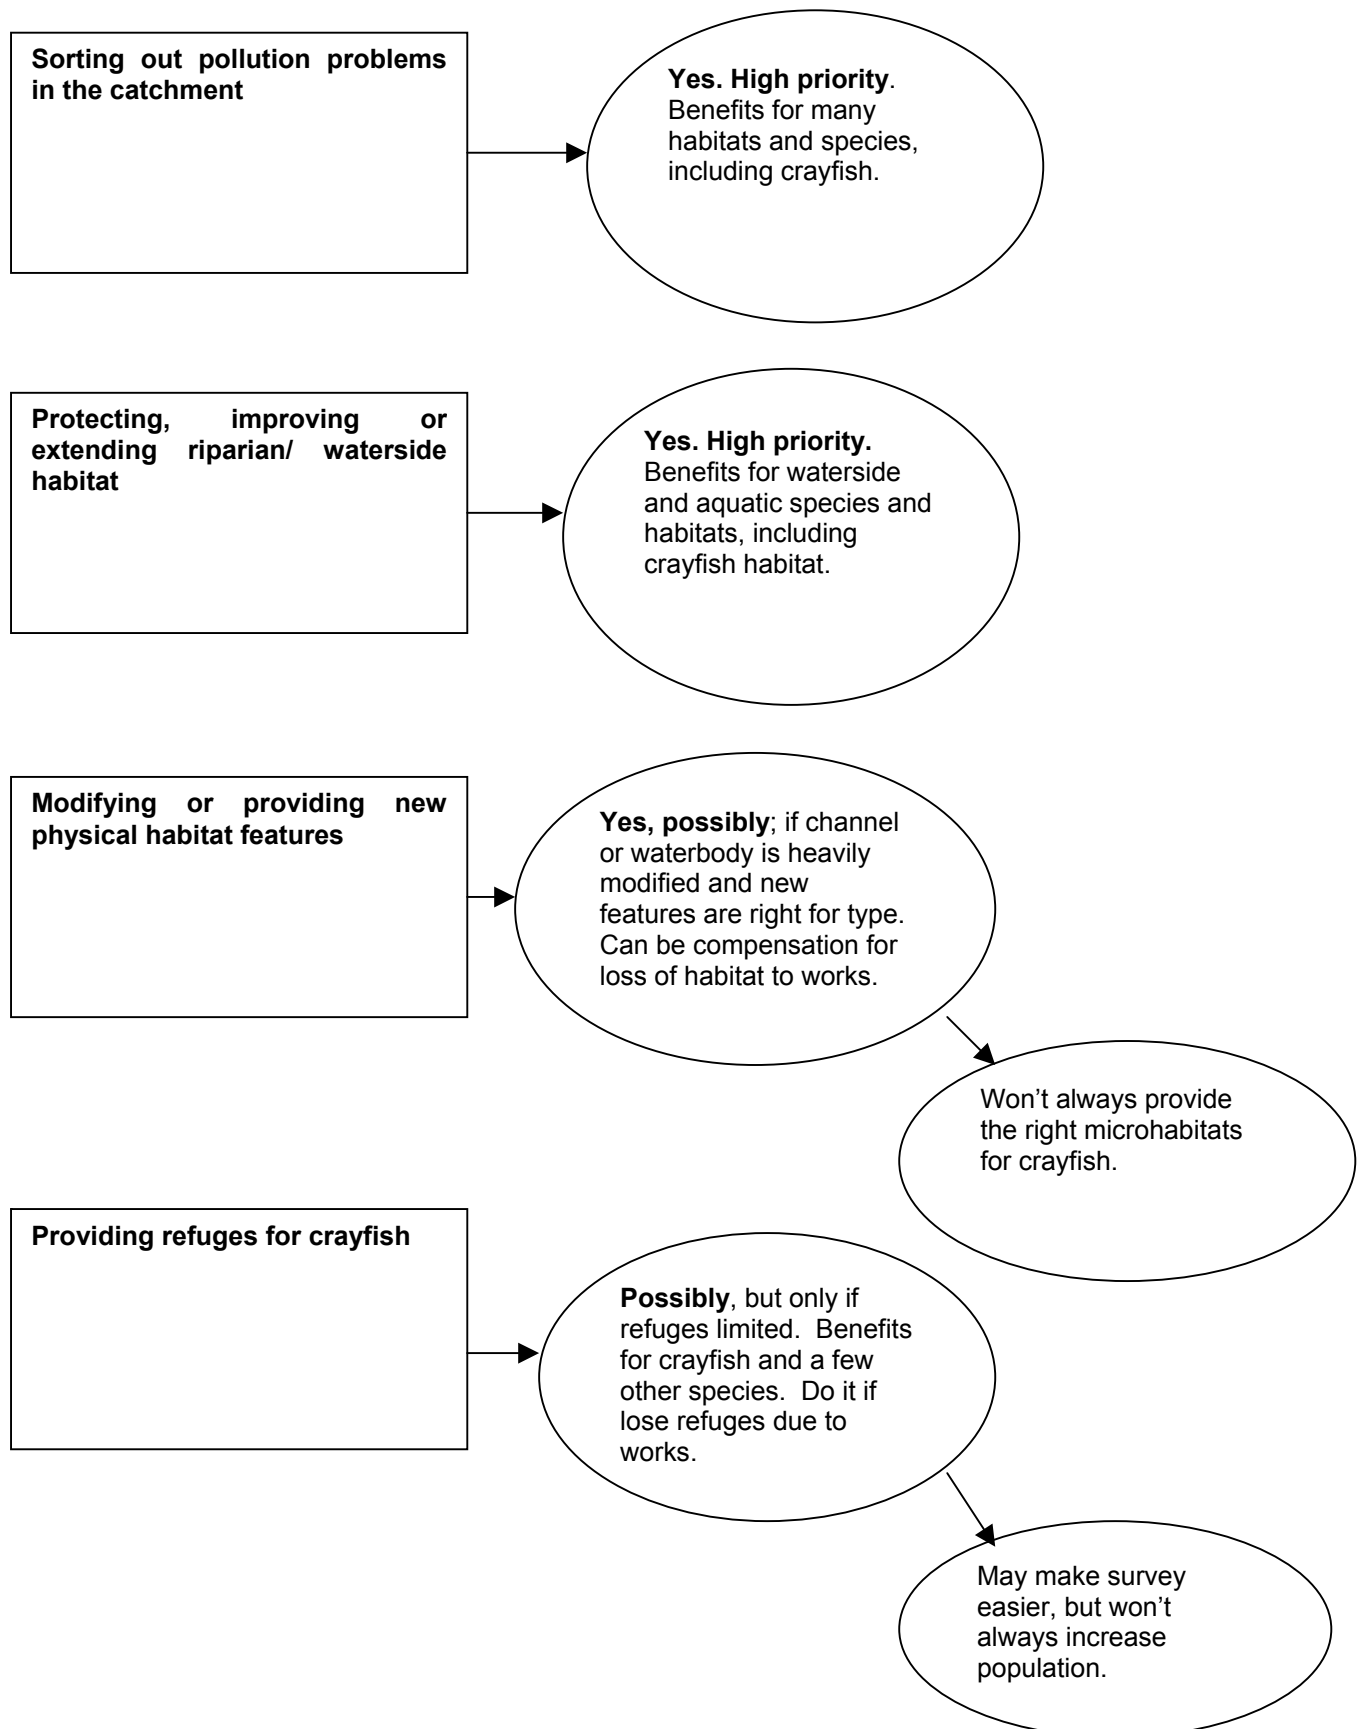 Sorting out pollution problems
in the catchment
Yes. High priority.
Benefits for many
habitats and species,
including crayfish.
Protecting, improving or
extending riparian/ waterside
habitat
Yes. High priority.
Benefits for waterside
and aquatic species and
habitats, including
crayfish habitat.
Modifying or providing new
physical habitat features
Yes, possibly; if channel
or waterbody is heavily
modified and new
features are right for type.
Can be compensation for
loss of habitat to works.
Won’t always provide
the right microhabitats
for crayfish.
Providing refuges for crayfish
Possibly, but only if
refuges limited. Benefits
for crayfish and a few
other species. Do it if
lose refuges due to
works.
May make survey
easier, but won’t
always increase
population.